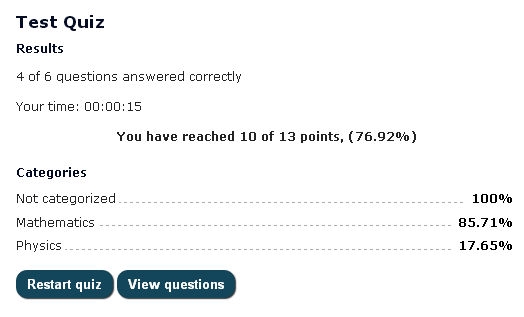 Test Quiz
Results
4 of 6 questions answered correctly
Your time: 00:00:15
You have reached 10 of 13 points, (76.92%)
Categories
Not categorized 100%
Mathematics 85.71%
Physics 17.65%
Restart quiz View questions